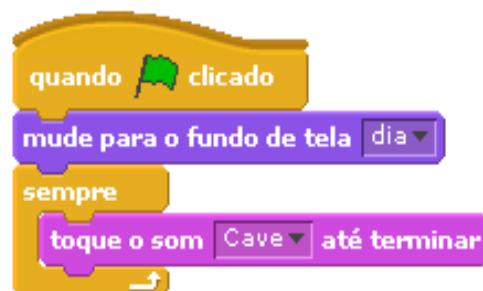 quando clicado
mude para o fundo de tela dia
sempre
toque o som Cave até terminar